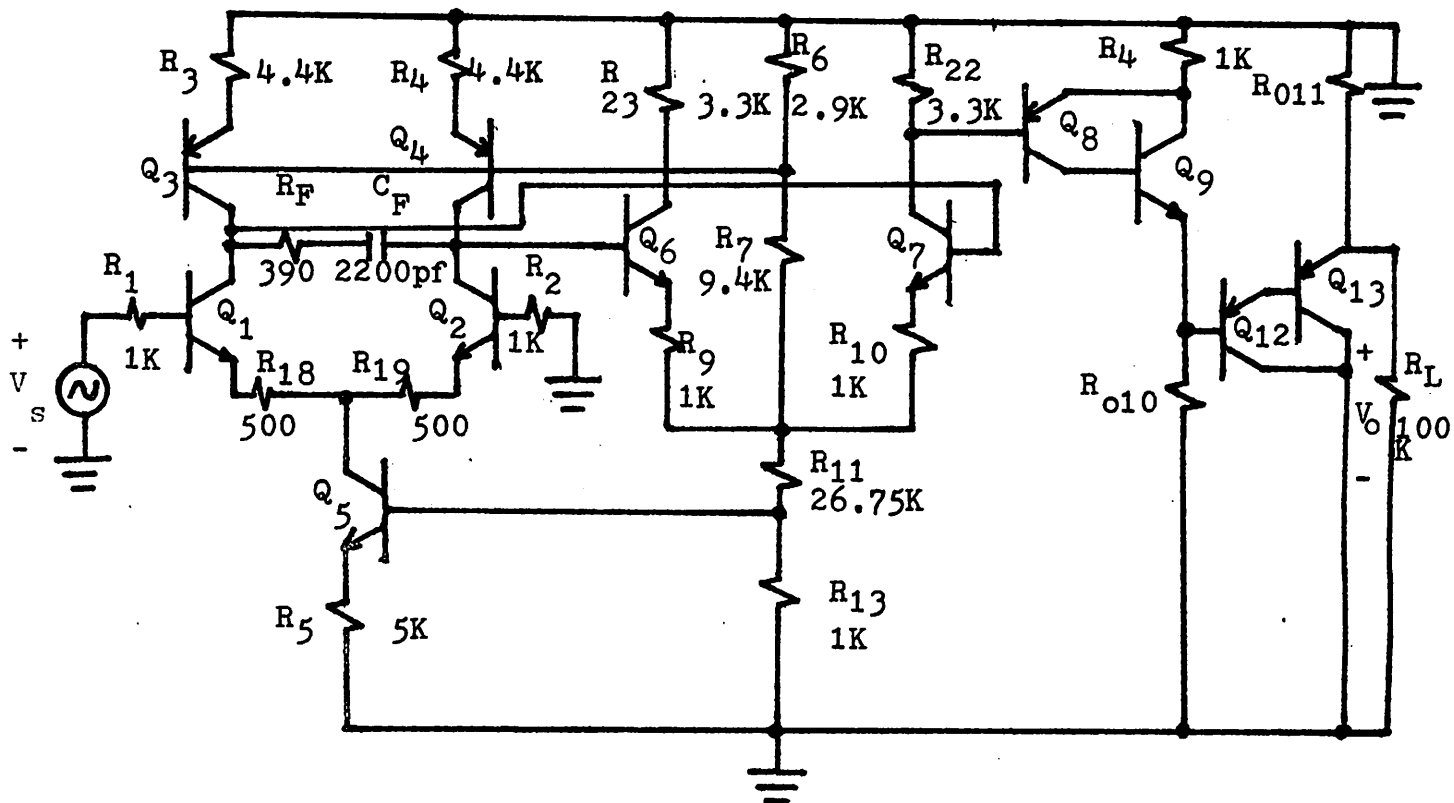 R3 4.4K
R4 4.4K
R 23 3.3K
R6 2.9K
R22 3.3K
R4 1K
R011
Q3
Q4
Q8
Q9
RF
CF
390
2200pf
Q6
R7 9.4K
Q7
R1 1K
Q1
Q2
R2 1K
Q13
Q12
+
V s
-
R18 500
R19 500
R9 1K
R10 1K
Ro10
+
Vo
-
RL 100 K
Q5
R11 26.75K
R5 5K
R13 1K